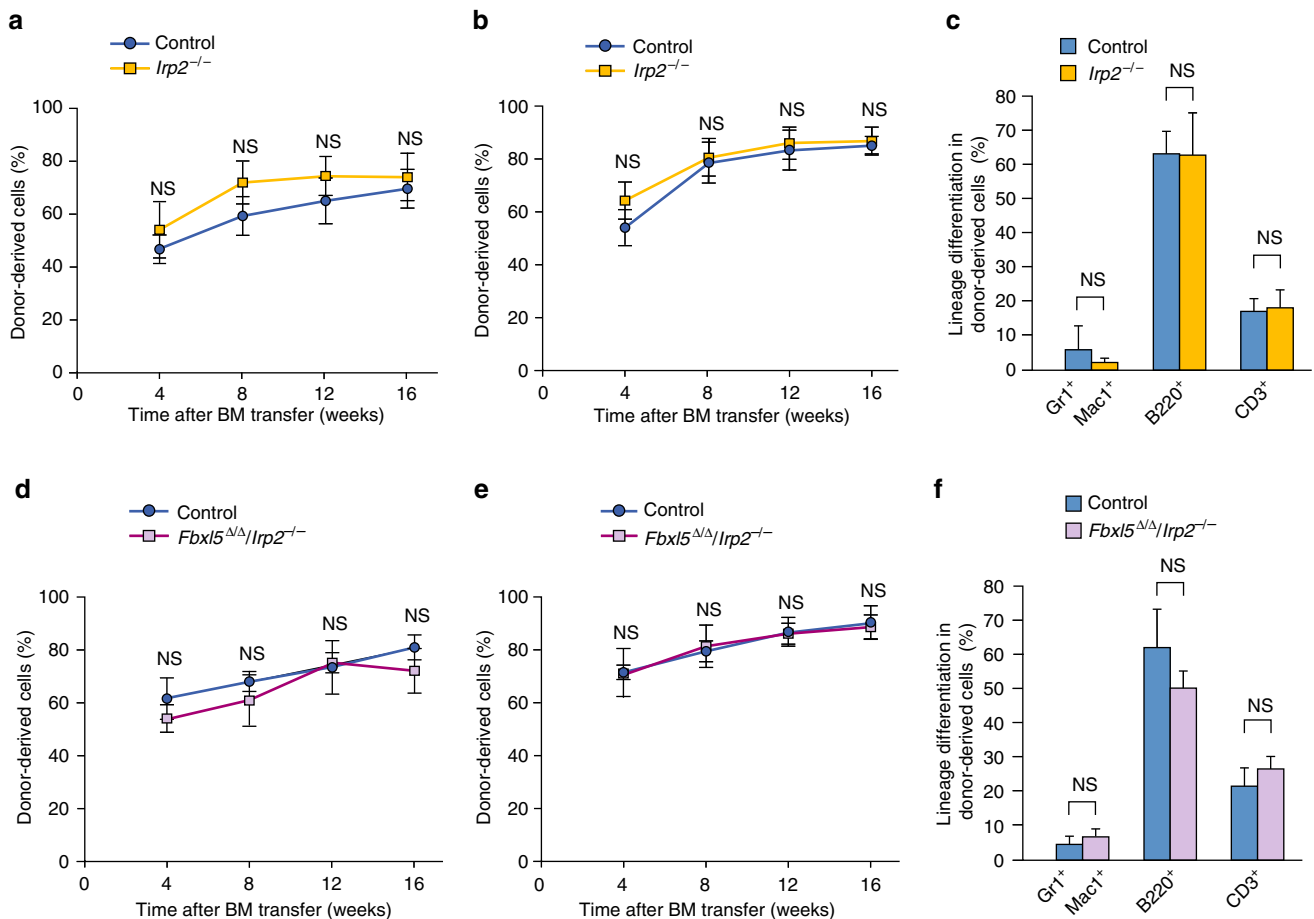 a
Control
Irp2⁻/⁻
Donor-derived cells (%)
100
80
60
40
20
0
NS
NS
NS
NS
0
4
8
12
16
Time after BM transfer (weeks)
b
Control
Irp2⁻/⁻
Donor-derived cells (%)
100
80
60
40
20
0
NS
NS
NS
NS
0
4
8
12
16
Time after BM transfer (weeks)
c
Control
Irp2⁻/⁻
Lineage differentiation in
donor-derived cells (%)
80
70
60
50
40
30
20
10
0
NS
NS
NS
Gr1⁺
Mac1⁺
B220⁺
CD3⁺
d
Control
Fbxl5^Δ/Δ/Irp2⁻/⁻
Donor-derived cells (%)
100
80
60
40
20
0
NS
NS
NS
NS
0
4
8
12
16
Time after BM transfer (weeks)
e
Control
Fbxl5^Δ/Δ/Irp2⁻/⁻
Donor-derived cells (%)
100
80
60
40
20
0
NS
NS
NS
NS
0
4
8
12
16
Time after BM transfer (weeks)
f
Control
Fbxl5^Δ/Δ/Irp2⁻/⁻
Lineage differentiation in
donor-derived cells (%)
80
70
60
50
40
30
20
10
0
NS
NS
NS
Gr1⁺
Mac1⁺
B220⁺
CD3⁺